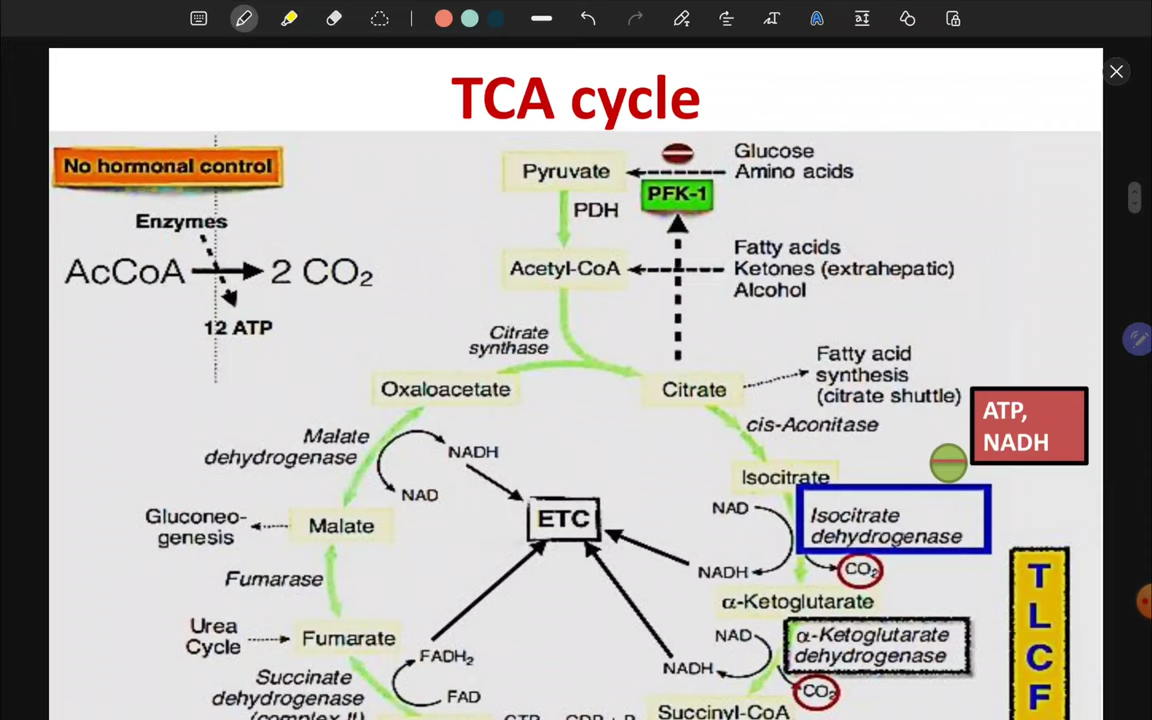 TCA cycle
No hormonal control
Enzymes
AcCoA
2 CO₂
12 ATP
Pyruvate
PFK-1
Glucose
Amino acids
PDH
Acetyl-CoA
Fatty acids
Ketones (extrahepatic)
Alcohol
Citrate
synthase
Oxaloacetate
Citrate
Fatty acid
synthesis
(citrate shuttle)
ATP,
NADH
cis-Aconitase
Malate
dehydrogenase
NADH
NAD
Isocitrate
NAD
Isocitrate
dehydrogenase
ETC
Gluconeo-
genesis
Malate
NADH
CO₂
Fumarase
α-Ketoglutarate
Urea
Cycle
Fumarate
NAD
α-Ketoglutarate
dehydrogenase
FADH₂
NADH
CO₂
FAD
Succinate
dehydrogenase
Succinyl-CoA
T
L
C
F